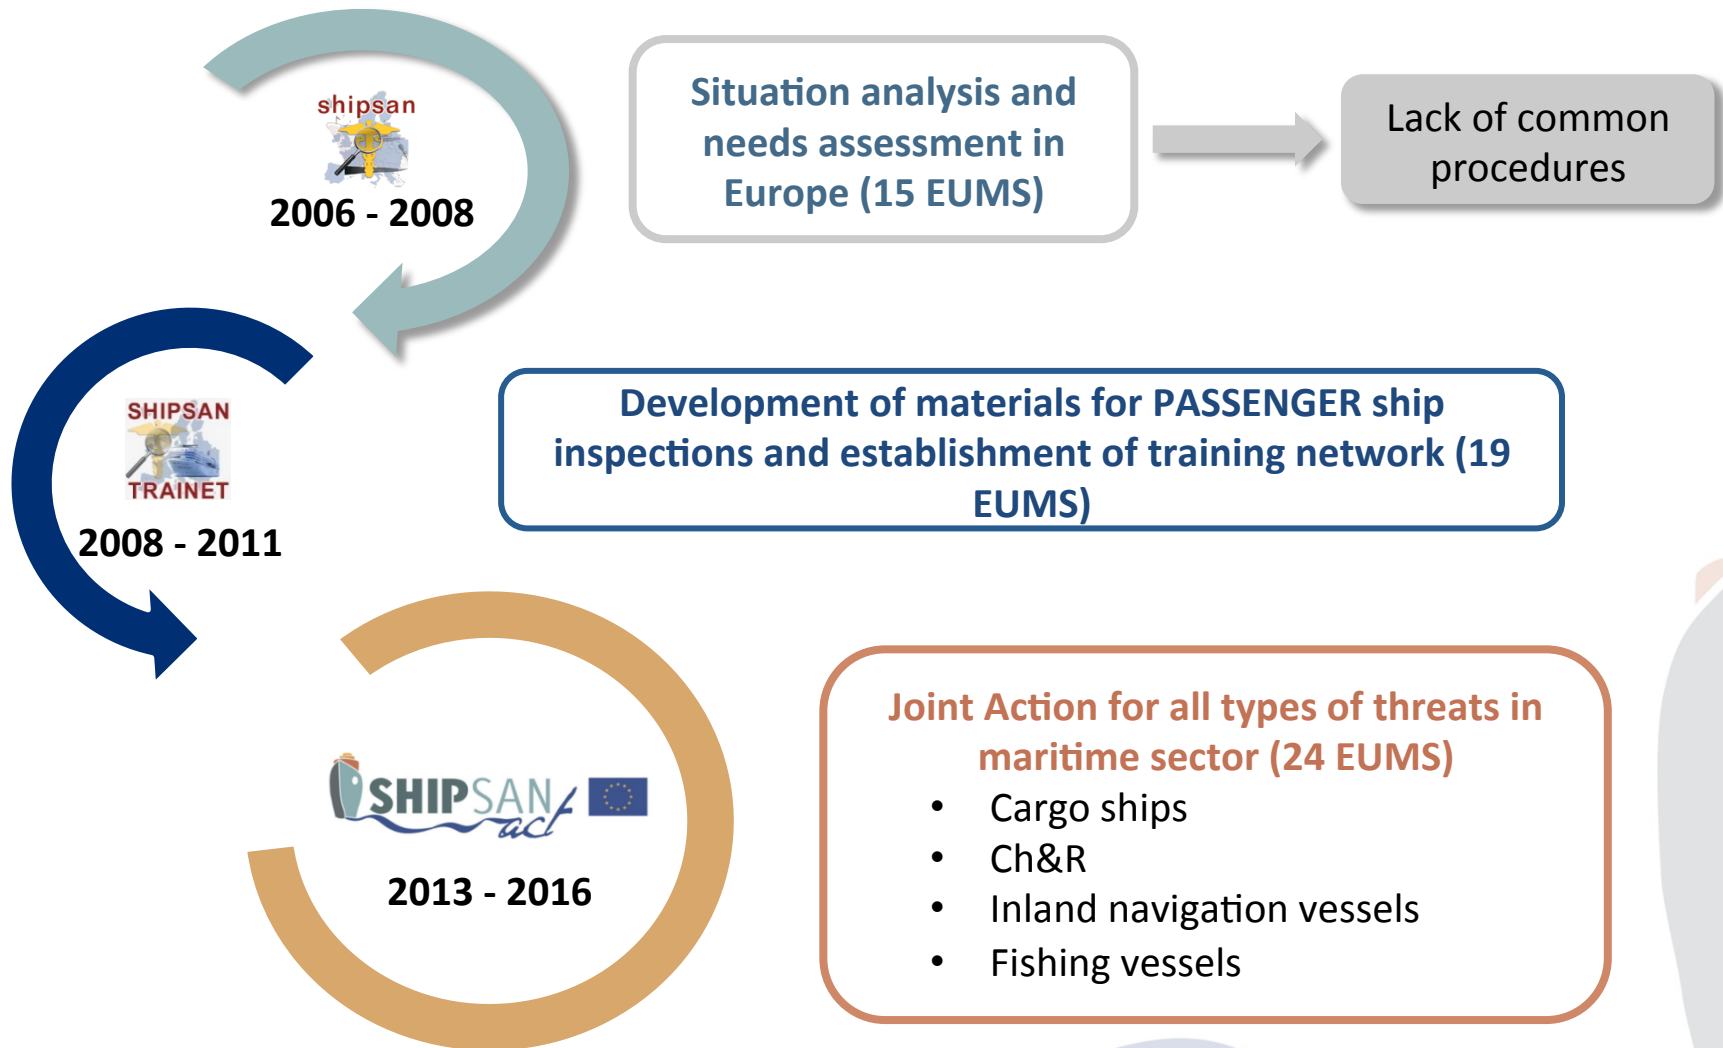 shipsan
2006 - 2008
Situation analysis and
needs assessment in
Europe (15 EUMS)
Lack of common
procedures
SHIPSAN
TRAINET
2008 - 2011
Development of materials for PASSENGER ship
inspections and establishment of training network (19
EUMS)
SHIPSAN
act
2013 - 2016
Joint Action for all types of threats in
maritime sector (24 EUMS)
• Cargo ships
• Ch&R
• Inland navigation vessels
• Fishing vessels